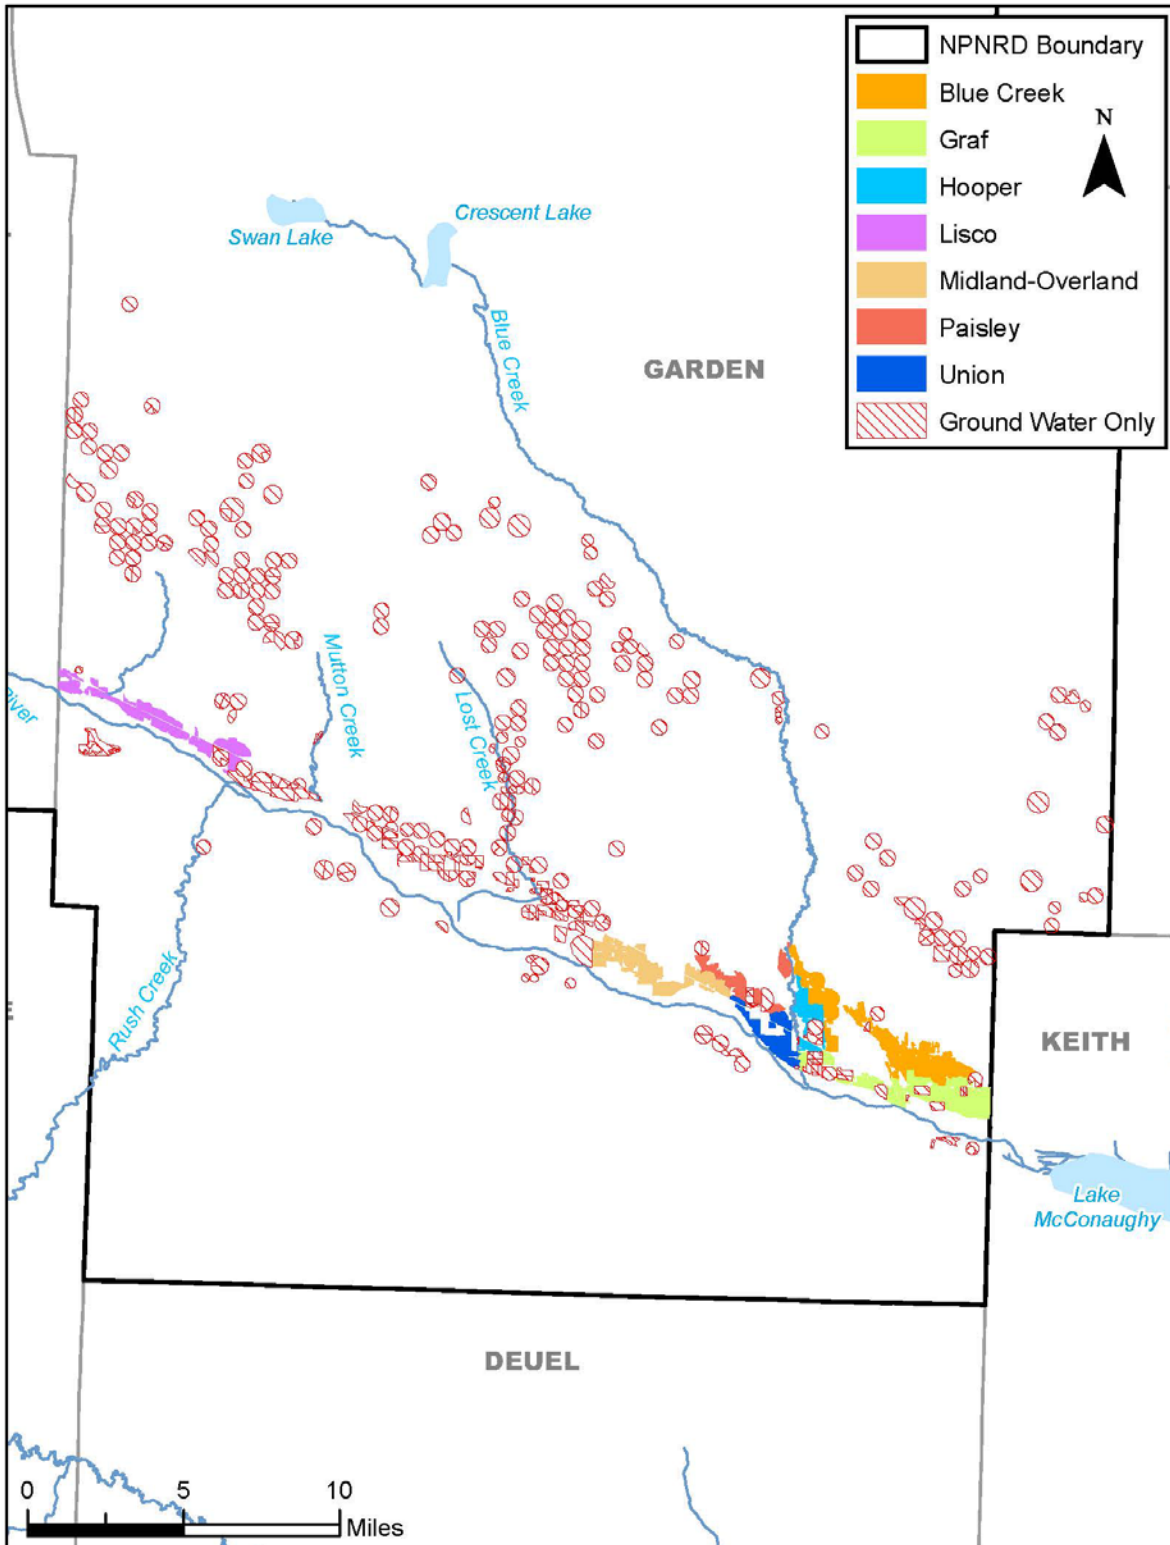 NPNRD Boundary
Blue Creek
Graf
Hooper
Lisco
Midland-Overland
Paisley
Union
Ground Water Only
N
Crescent Lake
Swan Lake
Blue Creek
GARDEN
Mutton Creek
Lost Creek
River
Rush Creek
KEITH
Lake
McConaughy
DEUEL
0 5 10
Miles